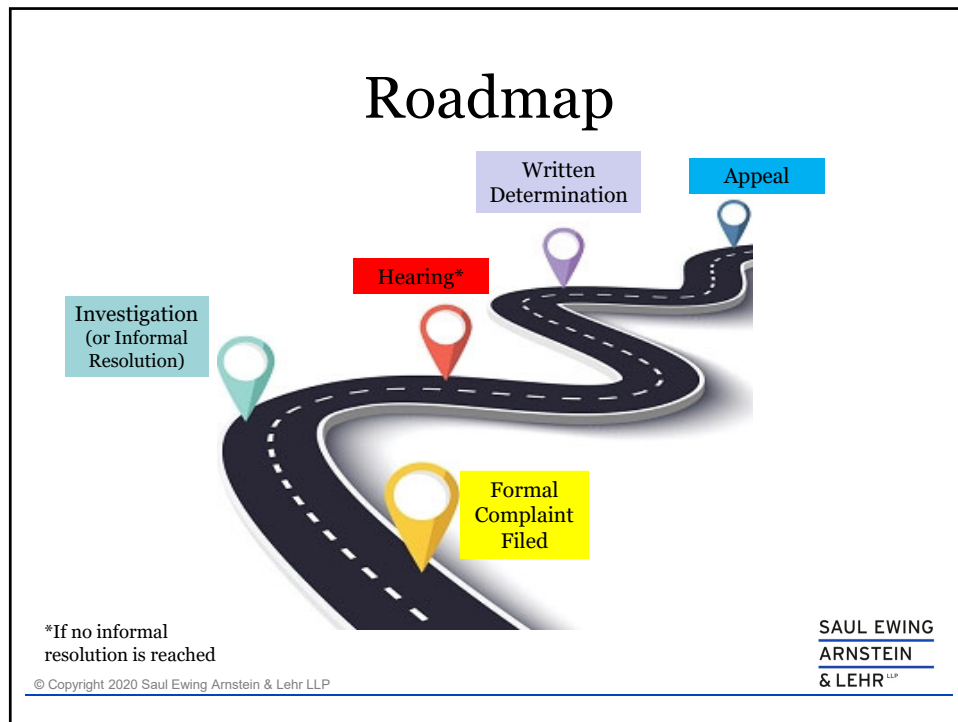 Roadmap
Written
Determination
Appeal
Hearing*
Investigation
(or Informal
Resolution)
Formal
Complaint
Filed
*If no informal
resolution is reached
© Copyright 2020 Saul Ewing Arnstein & Lehr LLP
SAUL EWING
ARNSTEIN
& LEHR LLP